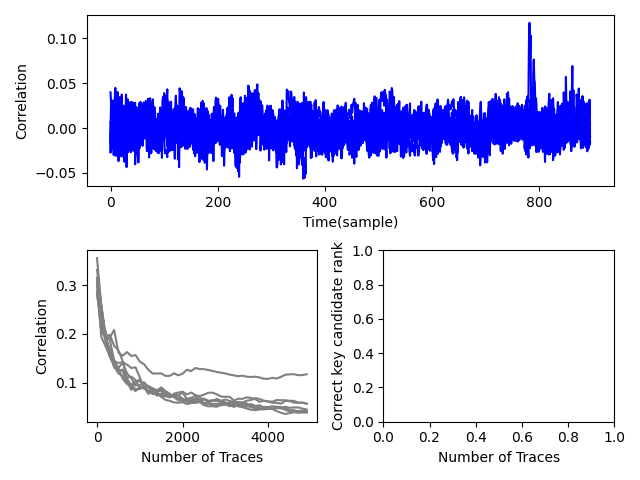 0.10
0.05
0.00
−0.05
Correlation
0 200 400 600 800
Time(sample)
0.3
0.2
0.1
Correlation
0 2000 4000
Number of Traces
1.0
0.8
0.6
0.4
0.2
0.0
Correct key candidate rank
0.0 0.2 0.4 0.6 0.8 1.0
Number of Traces